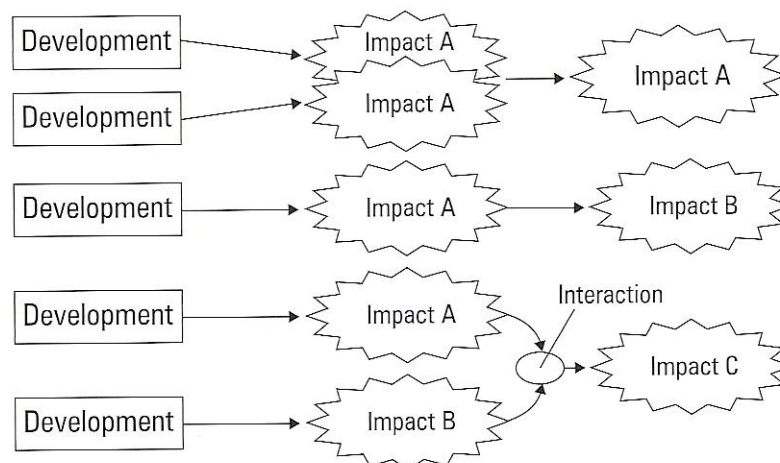 Development
Impact A
Impact A
Development
Impact A
Development
Impact A
Impact B
Development
Impact A
Interaction
Impact C
Development
Impact B